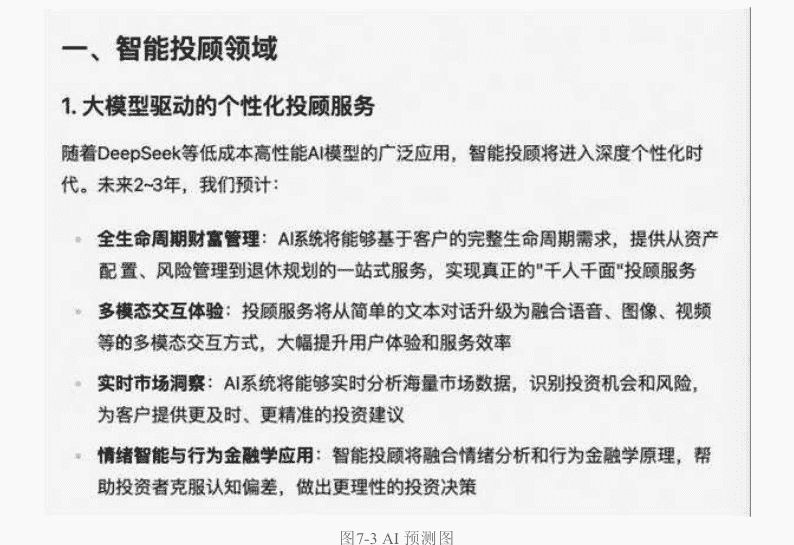 一、智能投顾领域
1. 大模型驱动的个性化投顾服务
随着DeepSeek等低成本高性能AI模型的广泛应用，智能投顾将进入深度个性化时
代。未来2~3年，我们预计：
全生命周期财富管理：AI系统将能够基于客户的完整生命周期需求，提供从资产
配置、风险管理到退休规划的一站式服务，实现真正的"千人千面"投顾服务
多模态交互体验：投顾服务将从简单的文本对话升级为融合语音、图像、视频
等的多模态交互方式，大幅提升用户体验和服务效率
实时市场洞察：AI系统将能够实时分析海量市场数据，识别投资机会和风险，
为客户提供更及时、更精准的投资建议
情绪智能与行为金融学应用：智能投顾将融合情绪分析和行为金融学原理，帮
助投资者克服认知偏差，做出更理性的投资决策
图7-3 AI 预测图